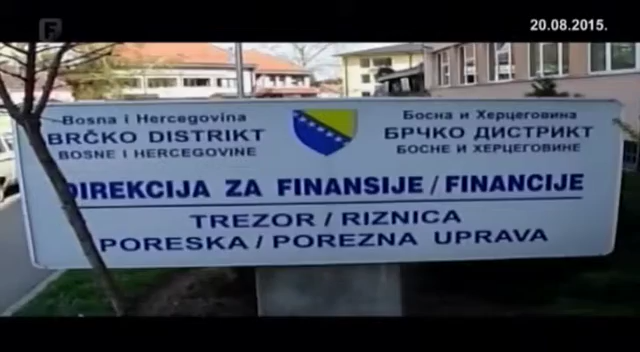 F
20.08.2015.
Bosna i Hercegovina
BRČKO DISTRIKT
BOSNE I HERCEGOVINE
Босна и Херцеговина
БРЧКО ДИСТРИКТ
БОСНЕ И ХЕРЦЕГОВИНЕ
DIREKCIJA ZA FINANSIJE / FINANCIJE
TREZOR / RIZNICA
PORESKA / POREZNA UPRAVA